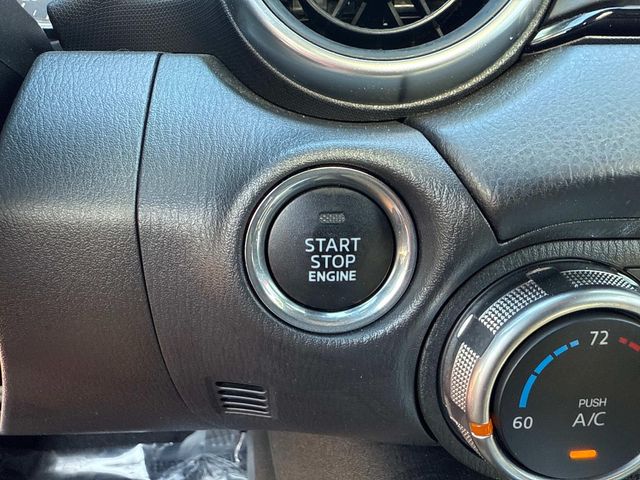 START
STOP
ENGINE
72
60
PUSH
A/C